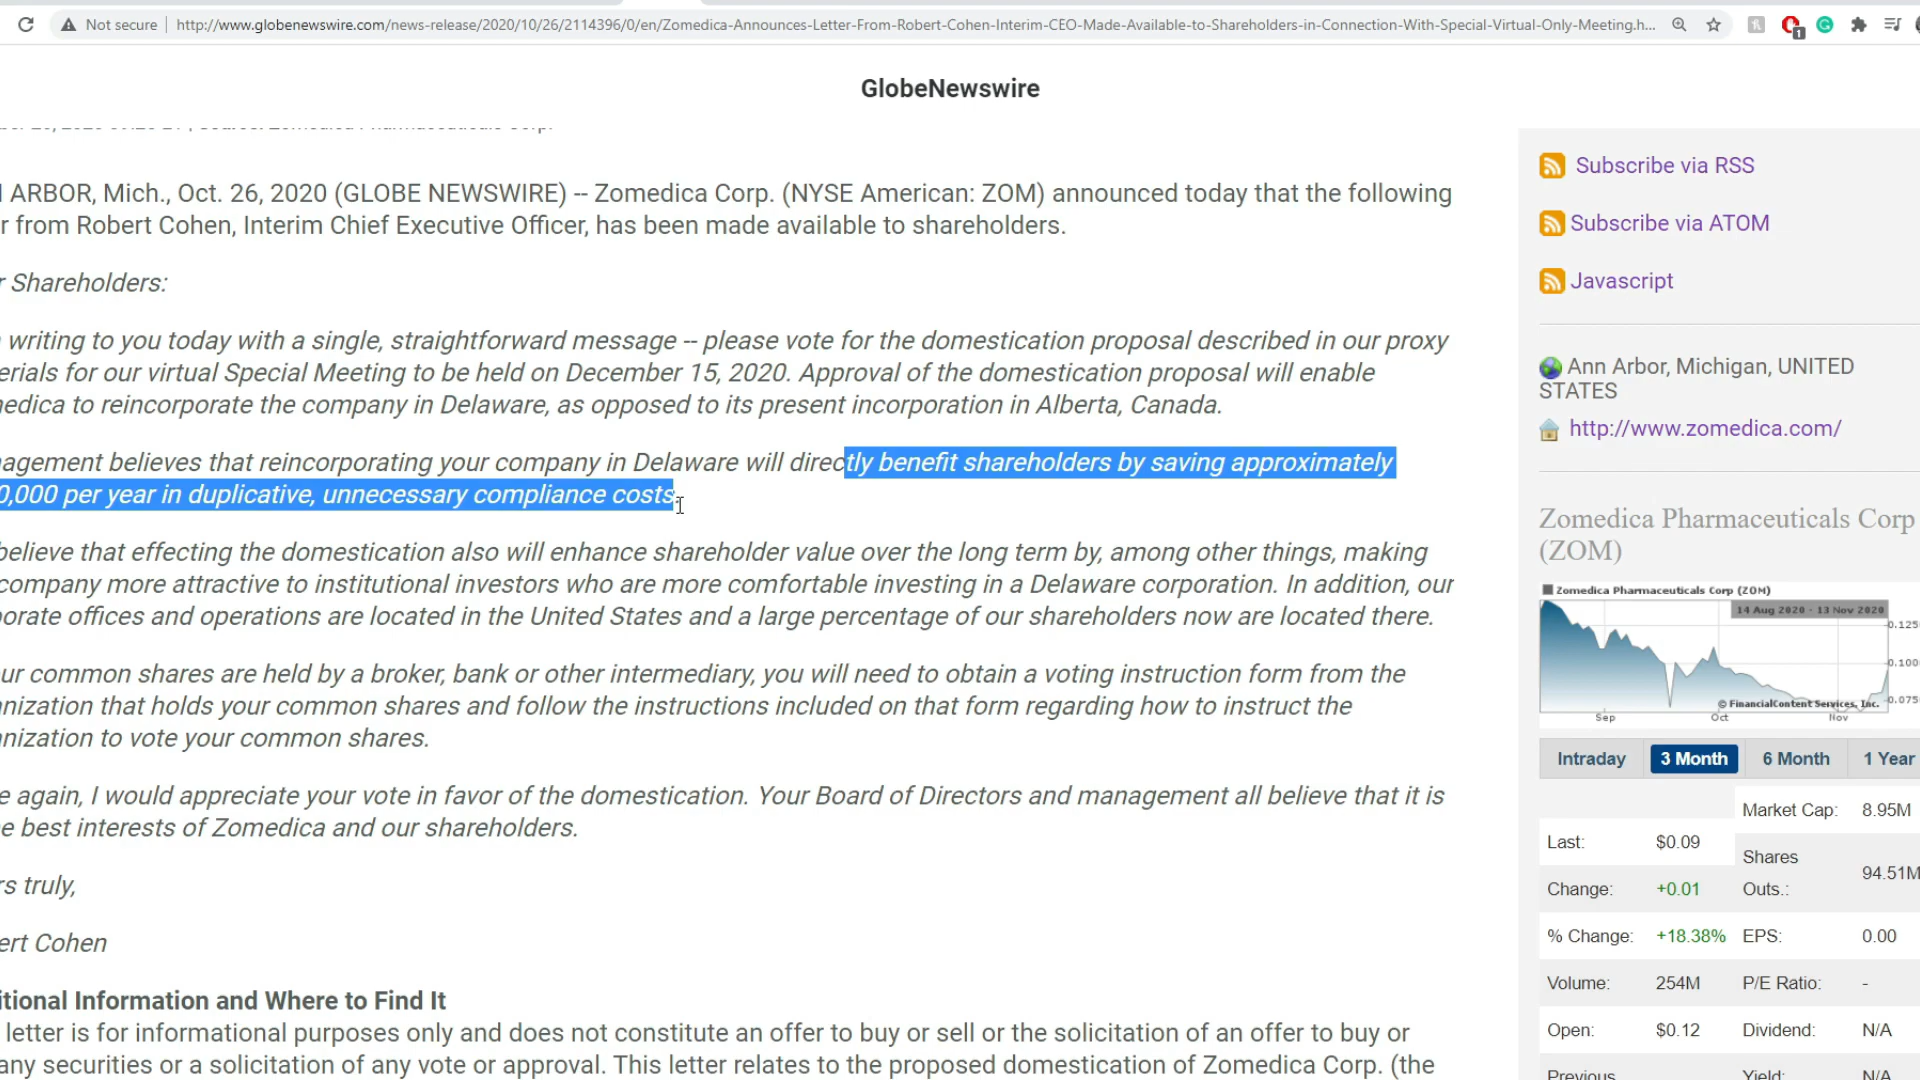 Not secure
http://www.globenewswire.com/news-release/2020/10/26/2114396/0/en/Zomedica-Announces-Letter-From-Robert-Cohen-Interim-CEO-Made-Available-to-Shareholders-in-Connection-With-Special-Virtual-Only-Meeting.h...
1
GlobeNewswire
ARBOR, Mich., Oct. 26, 2020 (GLOBE NEWSWIRE) -- Zomedica Corp. (NYSE American: ZOM) announced today that the following
r from Robert Cohen, Interim Chief Executive Officer, has been made available to shareholders.
r Shareholders:
writing to you today with a single, straightforward message -- please vote for the domestication proposal described in our proxy
erials for our virtual Special Meeting to be held on December 15, 2020. Approval of the domestication proposal will enable
nedica to reincorporate the company in Delaware, as opposed to its present incorporation in Alberta, Canada.
agement believes that reincorporating your company in Delaware will directly benefit shareholders by saving approximately
0,000 per year in duplicative, unnecessary compliance costs.
believe that effecting the domestication also will enhance shareholder value over the long term by, among other things, making
company more attractive to institutional investors who are more comfortable investing in a Delaware corporation. In addition, our
orate offices and operations are located in the United States and a large percentage of our shareholders now are located there.
ur common shares are held by a broker, bank or other intermediary, you will need to obtain a voting instruction form from the
nization that holds your common shares and follow the instructions included on that form regarding how to instruct the
nization to vote your common shares.
e again, I would appreciate your vote in favor of the domestication. Your Board of Directors and management all believe that it is
e best interests of Zomedica and our shareholders.
rs truly,
ert Cohen
itional Information and Where to Find It
letter is for informational purposes only and does not constitute an offer to buy or sell or the solicitation of an offer to buy or
any securities or a solicitation of any vote or approval. This letter relates to the proposed domestication of Zomedica Corp. (the
Subscribe via RSS
Subscribe via ATOM
Javascript
Ann Arbor, Michigan, UNITED
STATES
http://www.zomedica.com/
Zomedica Pharmaceuticals Corp
(ZOM)
Zomedica Pharmaceuticals Corp (ZOM)
14 Aug 2020 - 13 Nov 2020
0.125
0.100
0.075
© FinancialContent Services, Inc.
Sep Oct Nov
Intraday 3 Month 6 Month 1 Year
Market Cap: 8.95M
Last: $0.09
Shares Outs.: 94.51M
Change: +0.01
% Change: +18.38% EPS: 0.00
Volume: 254M P/E Ratio: -
Open: $0.12 Dividend: N/A
Previous Yield: N/A